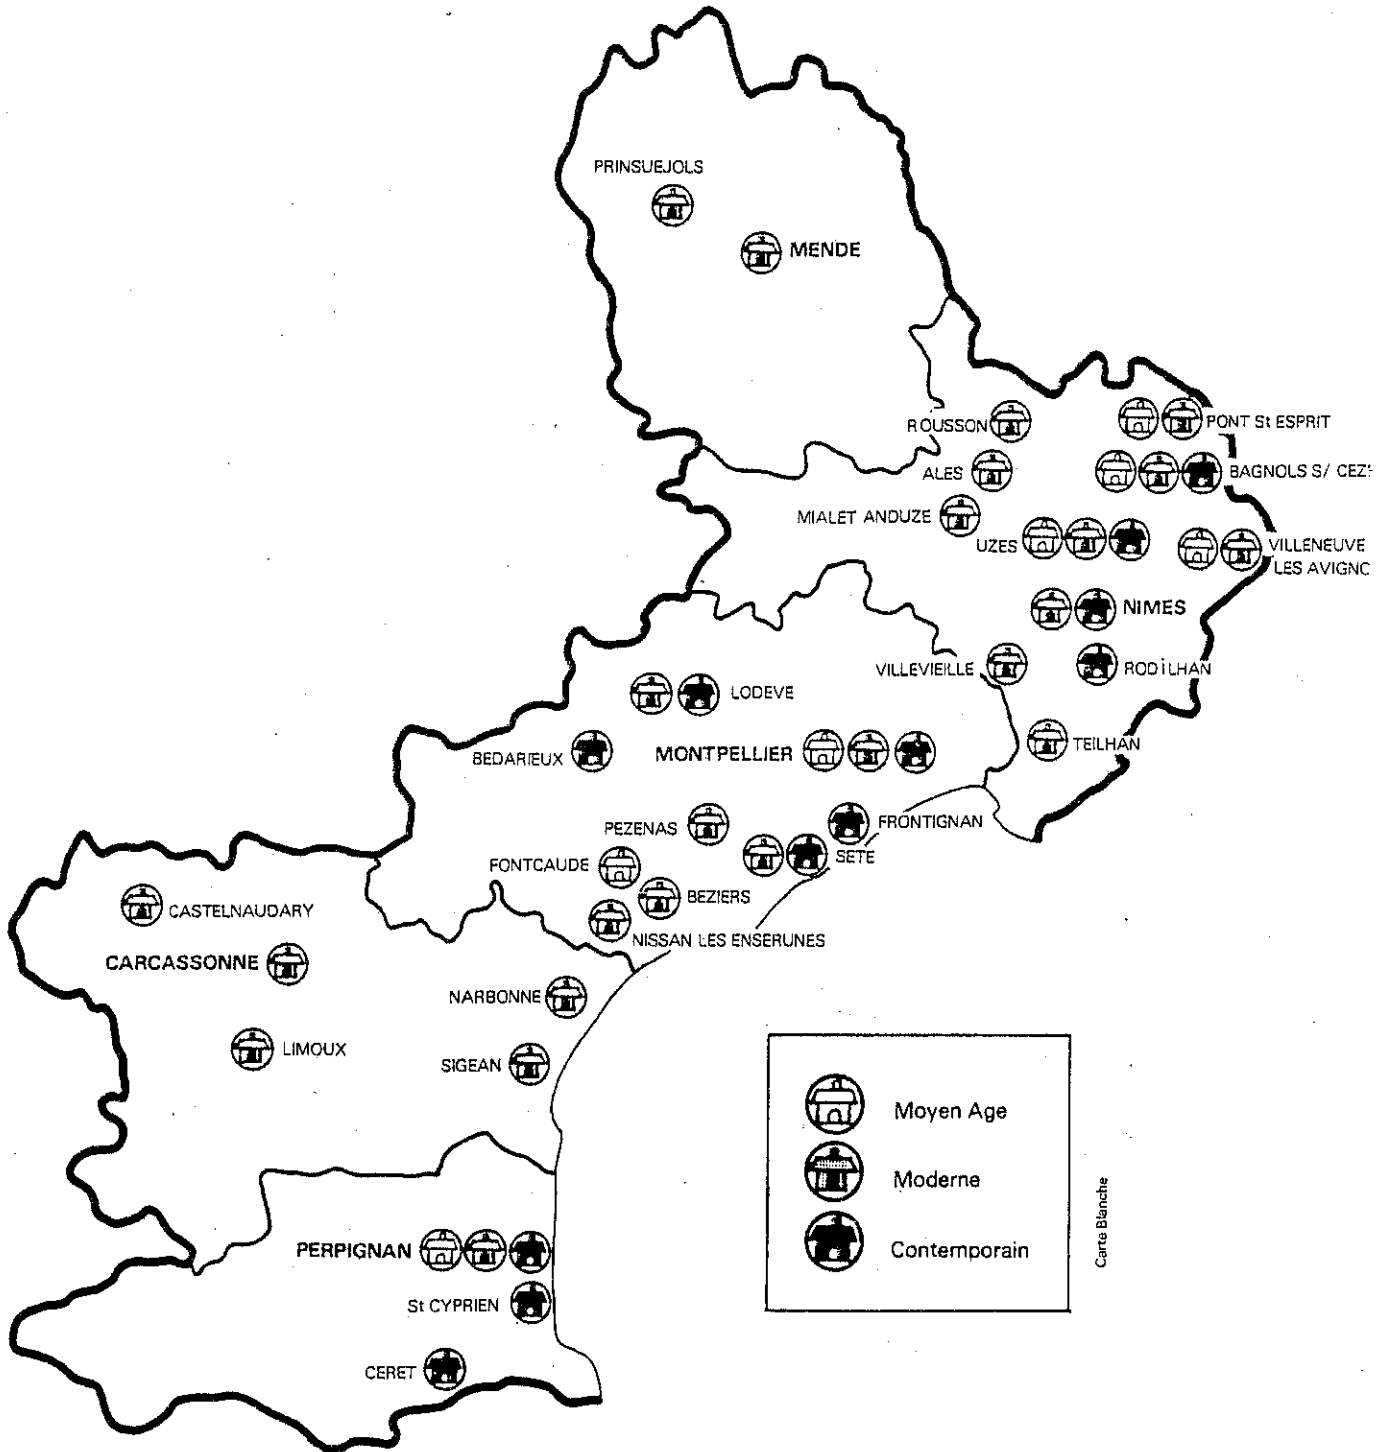 PRINSUEJOLS
MENDE
ROUSSON
PONT St ESPRIT
ALES
BAGNOLS S/ CEZ
MIALET ANDUZE
UZES
VILLENEUVE
LES AVIGNO
NIMES
VILLEVIEILLE
RODILHAN
LODEVE
TEILHAN
BEDARIEUX
MONTPELLIER
PEZENAS
FRONTIGNAN
SETE
FONTCAUDE
BEZIERS
CASTELNAUDARY
NISSAN LES ENSERUNES
CARCASSONNE
NARBONNE
LIMOUX
SIGEAN
Moyen Age
Moderne
Contemporain
Carte Blanche
PERPIGNAN
St CYPRIEN
CERET